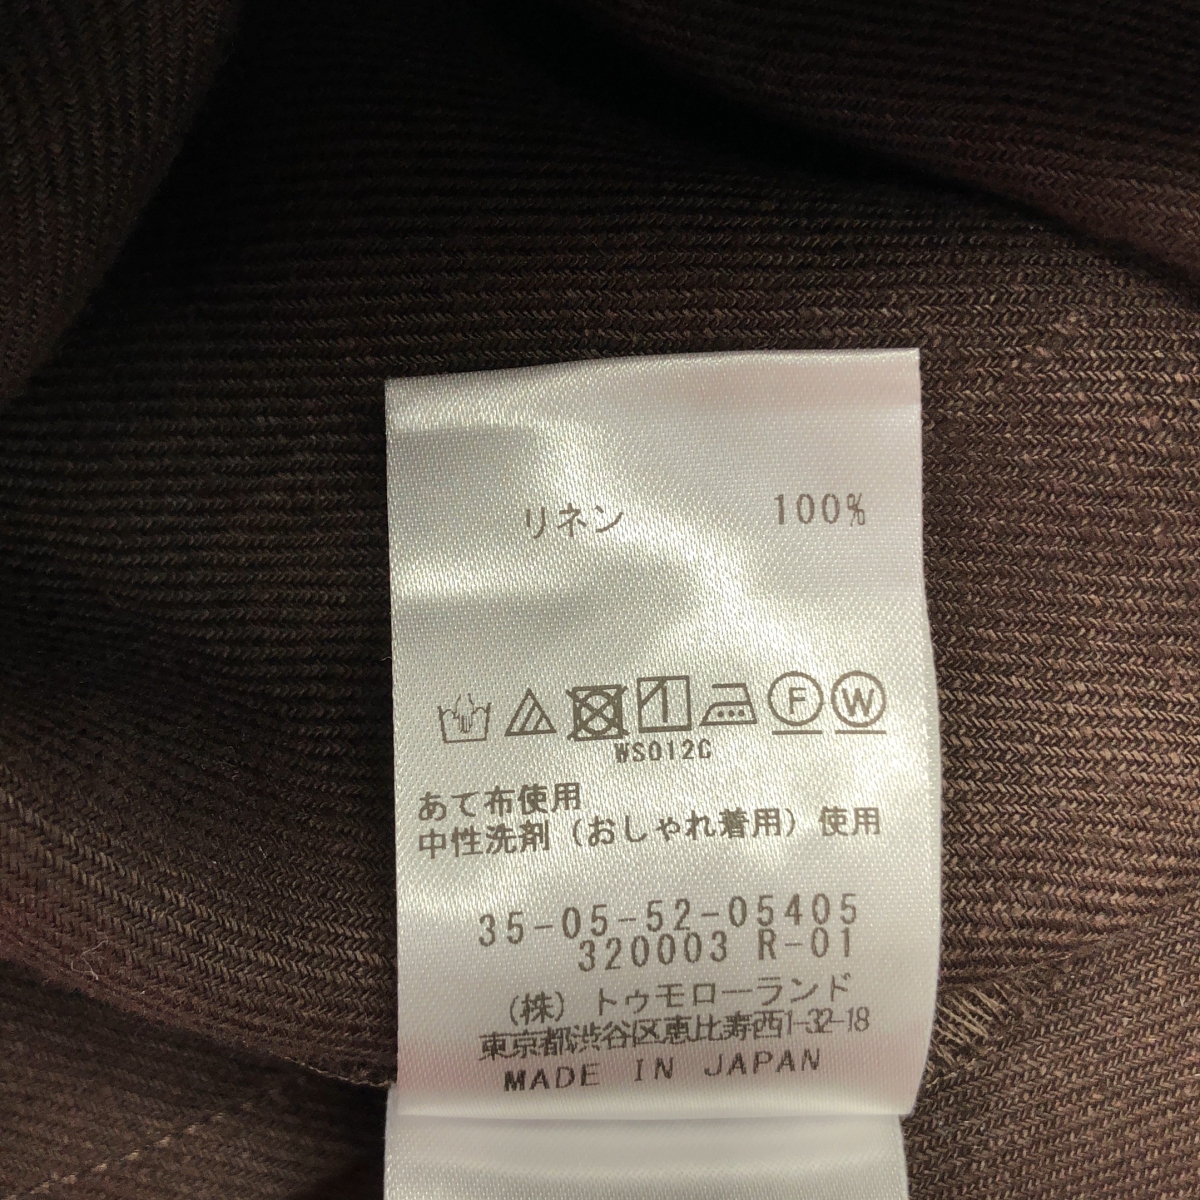 リネン 100%
F W
WS012C
あて布使用
中性洗剤（おしゃれ着用）使用
35-05-52-05405
320003 R-01
（株）トゥモローランド
東京都渋谷区恵比寿西1-32-18
MADE IN JAPAN